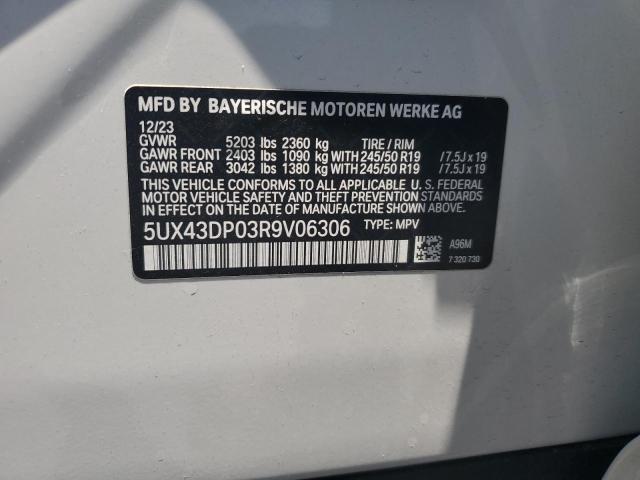 MFD BY BAYERISCHE MOTOREN WERKE AG
12/23
GVWR 5203 lbs 2360 kg TIRE / RIM
GAWR FRONT 2403 lbs 1090 kg WITH 245/50 R19 / 7.5J x 19
GAWR REAR 3042 lbs 1380 kg WITH 245/50 R19 / 7.5J x 19
THIS VEHICLE CONFORMS TO ALL APPLICABLE U. S. FEDERAL
MOTOR VEHICLE SAFETY AND THEFT PREVENTION STANDARDS
IN EFFECT ON THE DATE OF MANUFACTURE SHOWN ABOVE.
5UX43DP03R9V06306 TYPE: MPV
A96M
7 320 730